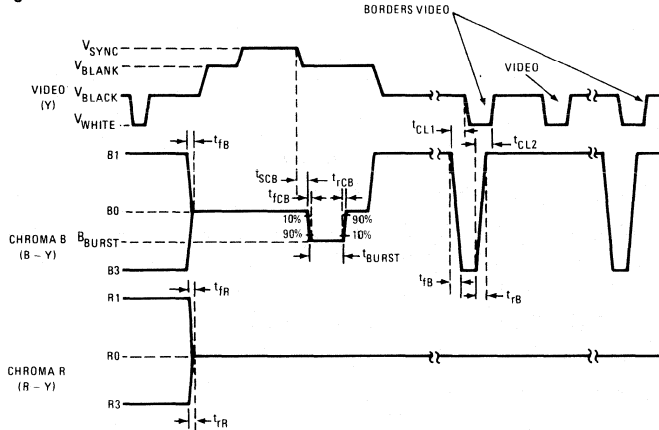 BORDERS VIDEO
VSYNC
VBLANK
VIDEO
(Y)
VBLACK
VIDEO
VWHITE
tCL1
tCL2
tfB
B1
tSCB
trCB
tfCB
B0
10%
90%
CHROMA B
(B – Y)
BBURST
90%
10%
tBURST
B3
tfB
trB
tfR
R1
R0
CHROMA R
(R – Y)
R3
trR